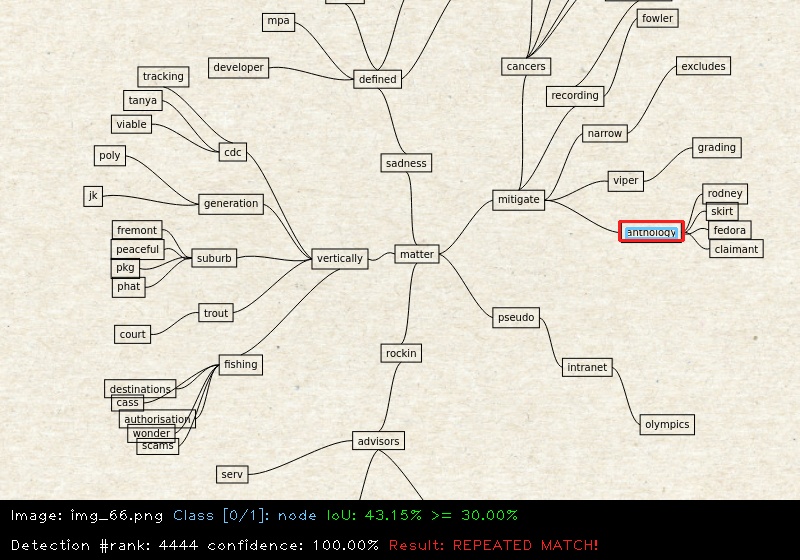 fowler
mpa
cancers
excludes
developer
defined
tracking
recording
tanya
viable
narrow
cdc
grading
poly
sadness
viper
jk
generation
mitigate
rodney
skirt
fremont
fedora
peaceful
claimant
suburb
vertically
matter
pkg
phat
trout
pseudo
court
rockin
fishing
intranet
destinations
cass
authorisation
olympics
wonder
scams
advisors
serv
Image: img_66.png Class [0/1]: node IoU: 43.15% >= 30.00%
Detection #rank: 4444 confidence: 100.00% Result: REPEATED MATCH!